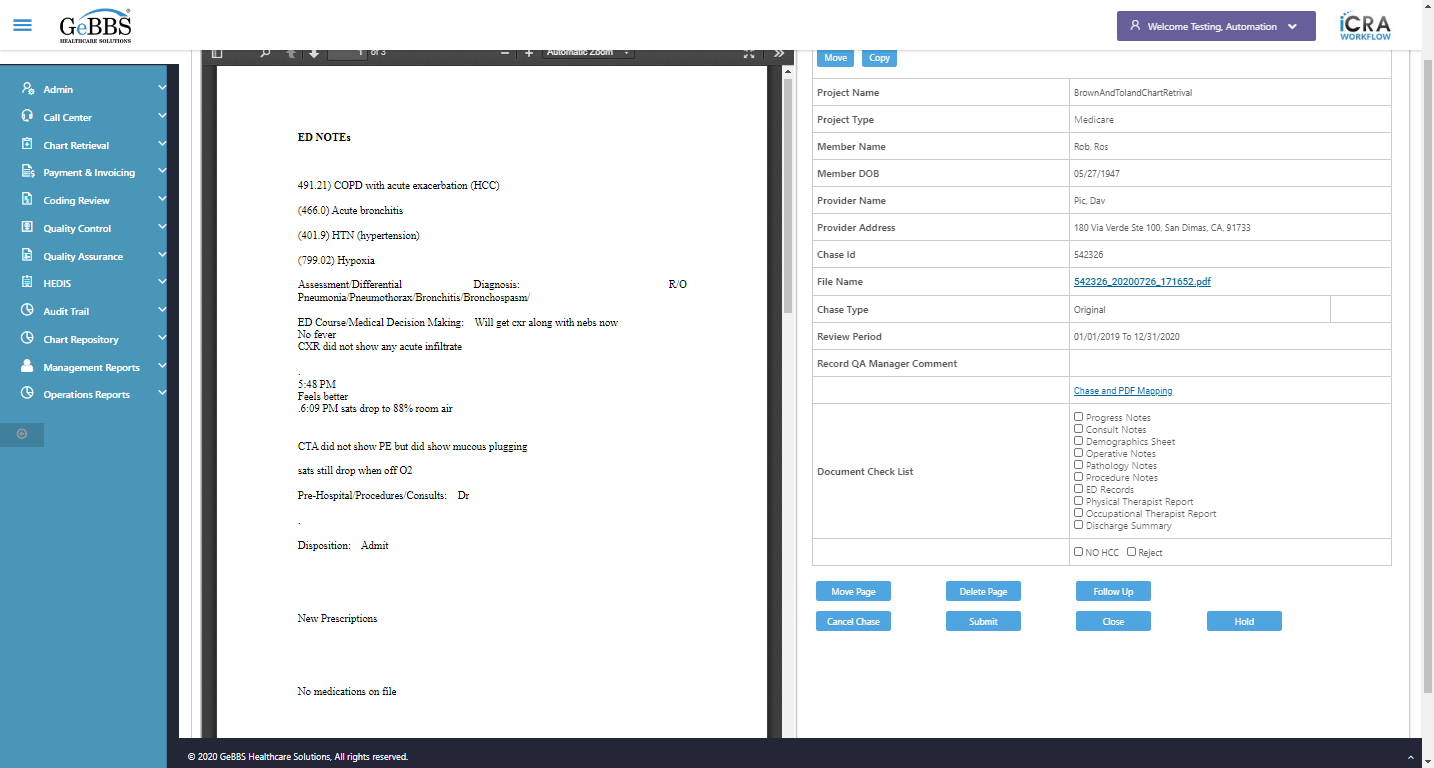 GeBBS
HEALTHCARE SOLUTIONS
Welcome Testing, Automation
iCRA
WORKFLOW
Admin
Call Center
Chart Retrieval
Payment & Invoicing
Coding Review
Quality Control
Quality Assurance
HEDIS
Audit Trail
Chart Repository
Management Reports
Operations Reports
1 of 3
Automatic Zoom
ED NOTEs
491.21) COPD with acute exacerbation (HCC)
(466.0) Acute bronchitis
(401.9) HTN (hypertension)
(799.02) Hypoxia
Assessment/Differential Diagnosis: R/O
Pneumonia/Pneumothorax/Bronchitis/Bronchospasm/
ED Course/Medical Decision Making: Will get cxr along with nebs now
No fever
CXR did not show any acute infiltrate
.
5:48 PM
Feels better
.6:09 PM sats drop to 88% room air
CTA did not show PE but did show mucous plugging
sats still drop when off O2
Pre-Hospital/Procedures/Consults: Dr
.
Disposition: Admit
New Prescriptions
No medications on file
Move Copy
Project Name BrownAndTolandChartRetrival
Project Type Medicare
Member Name Rob, Ros
Member DOB 05/27/1947
Provider Name Pic, Dav
Provider Address 180 Via Verde Ste 100, San Dimas, CA, 91733
Chase Id 542326
File Name 542326_20200726_171652.pdf
Chase Type Original
Review Period 01/01/2019 To 12/31/2020
Record QA Manager Comment
Chase and PDF Mapping
Document Check List
Progress Notes
Consult Notes
Demographics Sheet
Operative Notes
Pathology Notes
Procedure Notes
ED Records
Physical Therapist Report
Occupational Therapist Report
Discharge Summary
NO HCC Reject
Move Page Delete Page Follow Up
Cancel Chase Submit Close Hold
© 2020 GeBBS Healthcare Solutions, All rights reserved.